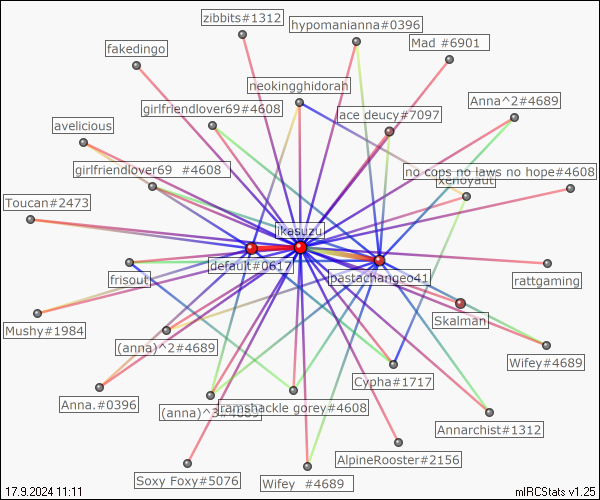 zibbits#1312
hypomanianna#0396
Mad #6901
fakedingo
neokingghidorah
girlfriendlover69#4608
ace deucy#7097
Anna^2#4689
avelicious
girlfriendlover69 #4608
no cops no laws no hope#4608
xenoyaut
Toucan#2473
ikasuzu
default#0617
frisout
pastachangeo41
rattgaming
Mushy#1984
Skalman
(anna)^2#4689
Wifey#4689
Cypha#1717
Anna.#0396
(anna)^3#4689
ramshackle gorey#4608
Annarchist#1312
AlpineRooster#2156
Soxy Foxy#5076
Wifey #4689
17.9.2024 11:11
mIRCStats v1.25